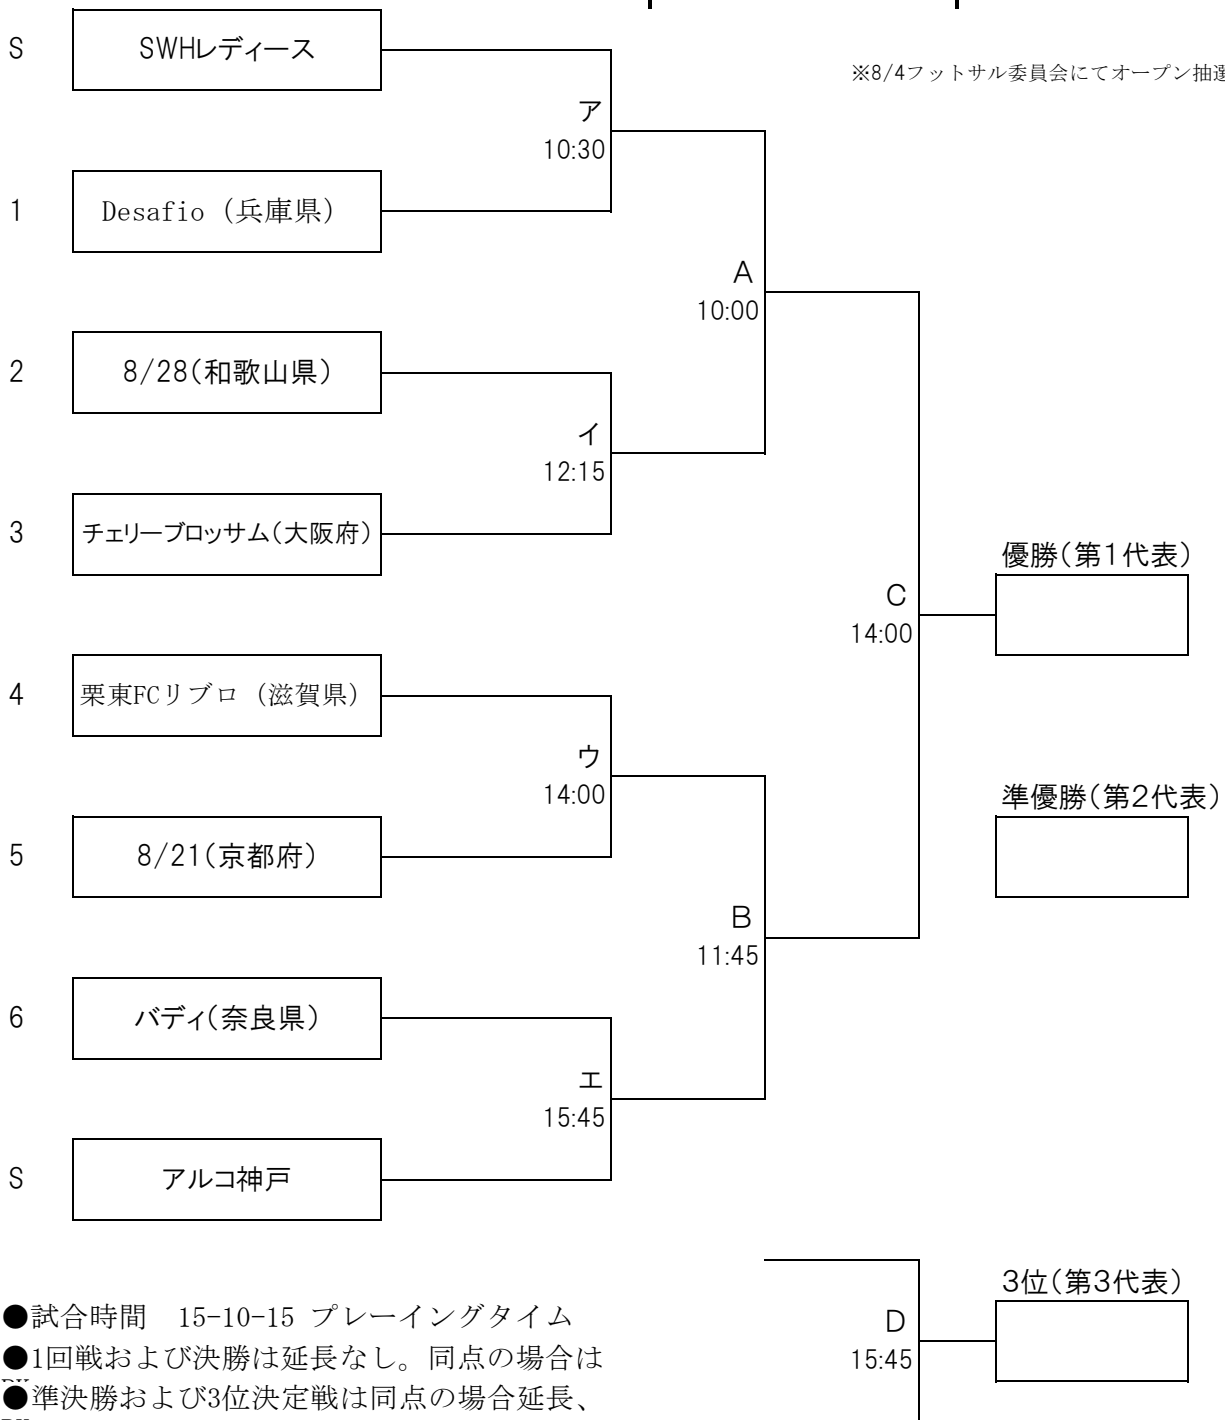 S
SWHレディース
※8/4フットサル委員会にてオープン抽選
ア
10:30
1
Desafio (兵庫県)
A
10:00
2
8/28(和歌山県)
イ
12:15
3
チェリーブロッサム(大阪府)
優勝(第1代表)
C
14:00
4
栗東FCリブロ (滋賀県)
ウ
14:00
準優勝(第2代表)
5
8/21(京都府)
B
11:45
6
バディ(奈良県)
エ
15:45
S
アルコ神戸
3位(第3代表)
D
15:45
●試合時間　15-10-15 プレーイングタイム
●1回戦および決勝は延長なし。同点の場合は
●準決勝および3位決定戦は同点の場合延長、